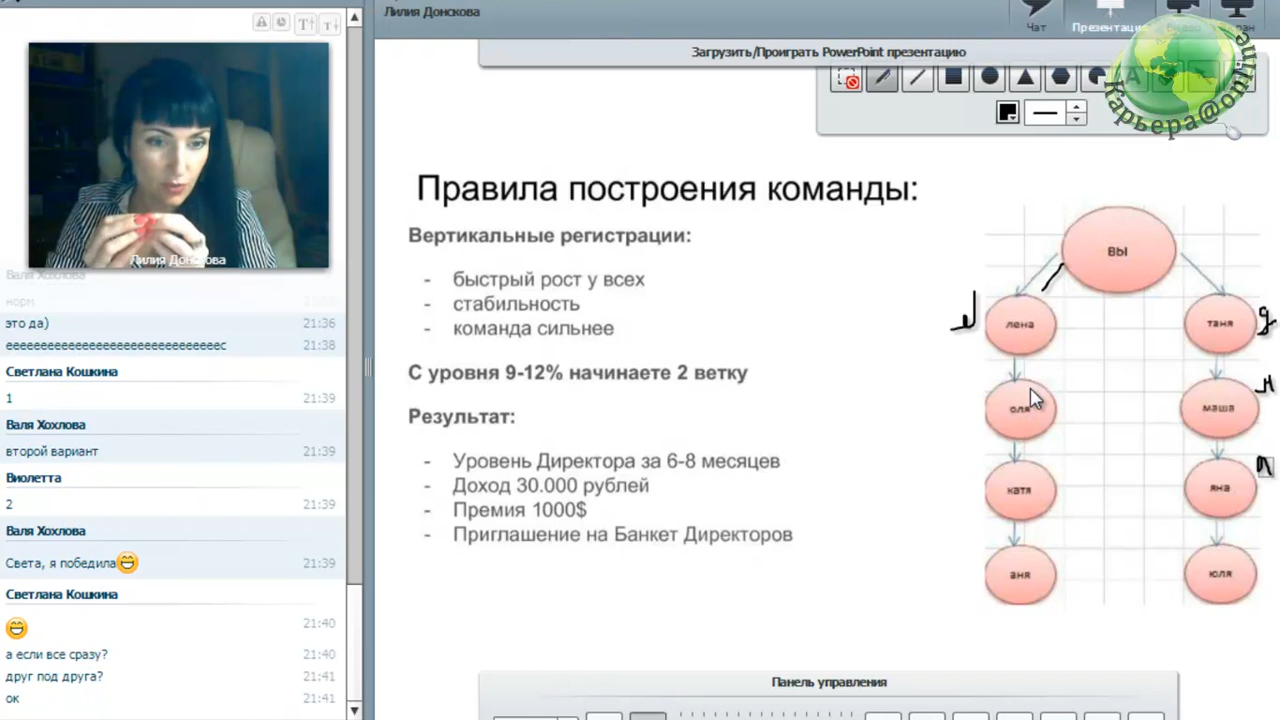 Лилия Донскова
Чат
Презентация
Загрузить/Проиграть PowerPoint презентацию
Карьера@online
Лилия Донскова
Валя Хохлова
норм
это да)
21:36
еееееееееееееееееееееееееееееес
21:38
Светлана Кошкина
1
21:39
Валя Хохлова
второй вариант
21:39
Виолетта
2
21:39
Валя Хохлова
Света, я победила
21:39
Светлана Кошкина
21:40
а если все сразу?
21:40
друг под друга?
21:41
ок
21:41
Правила построения команды:
Вертикальные регистрации:
- быстрый рост у всех
- стабильность
- команда сильнее
С уровня 9-12% начинаете 2 ветку
Результат:
- Уровень Директора за 6-8 месяцев
- Доход 30.000 рублей
- Премия 1000$
- Приглашение на Банкет Директоров
вы
лена
таня
оля
маша
катя
яна
аня
юля
Панель управления